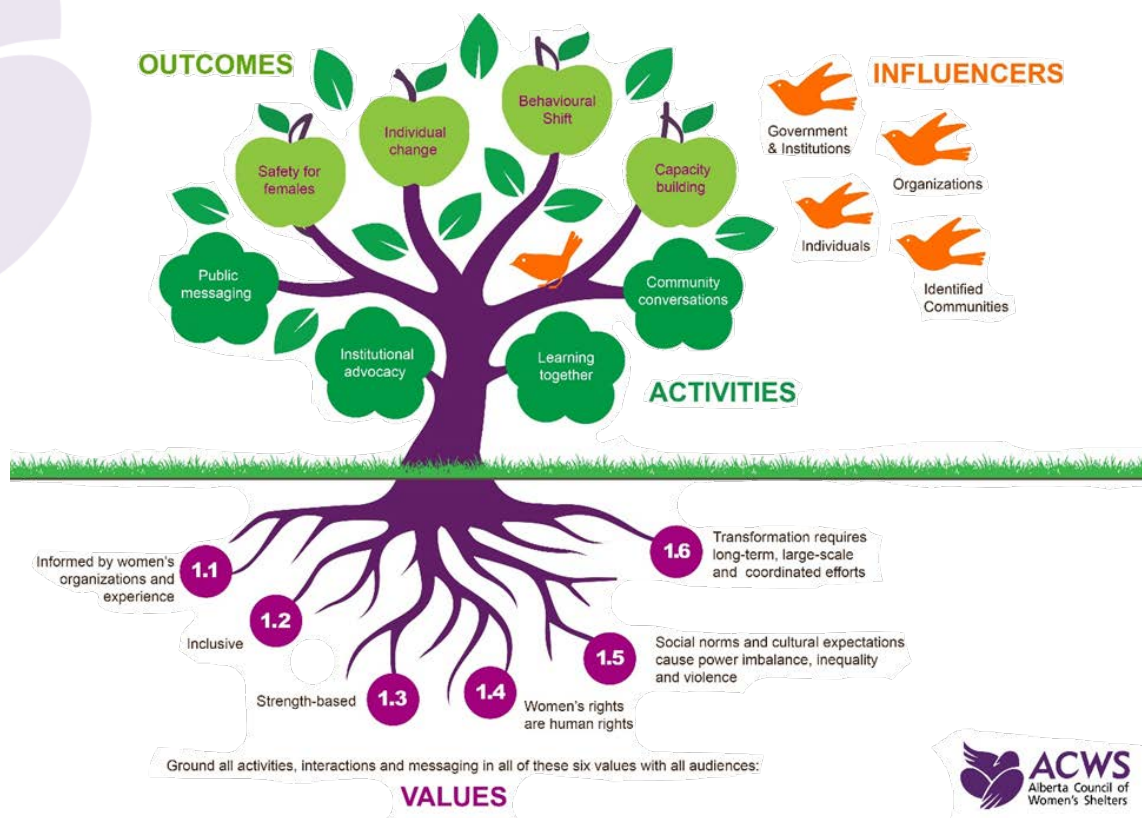 OUTCOMES
INFLUENCERS
Behavioural
Shift
Individual
change
Safety for
females
Capacity
building
Government
& Institutions
Organizations
Individuals
Identified
Communities
Public
messaging
Community
conversations
Institutional
advocacy
Learning
together
ACTIVITIES
Informed by women's
organizations and
experience
1.1
1.2
Inclusive
Strength-based
1.3
1.4
Women's rights
are human rights
1.5
Social norms and cultural expectations
cause power imbalance, inequality
and violence
1.6
Transformation requires
long-term, large-scale
and coordinated efforts
Ground all activities, interactions and messaging in all of these six values with all audiences:
VALUES
ACWS
Alberta Council of
Women's Shelters